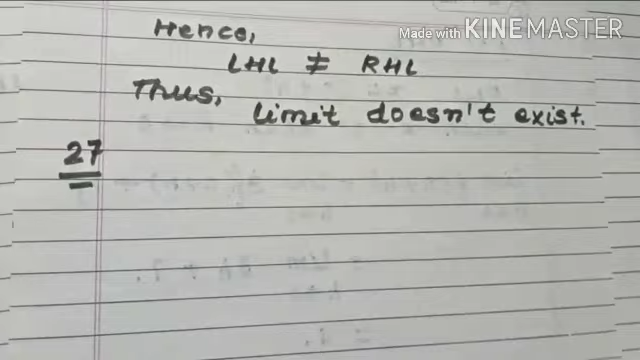 Made with KINEMASTER
Hence,
LHL ≠ RHL
Thus,
limit doesn't exist.
27